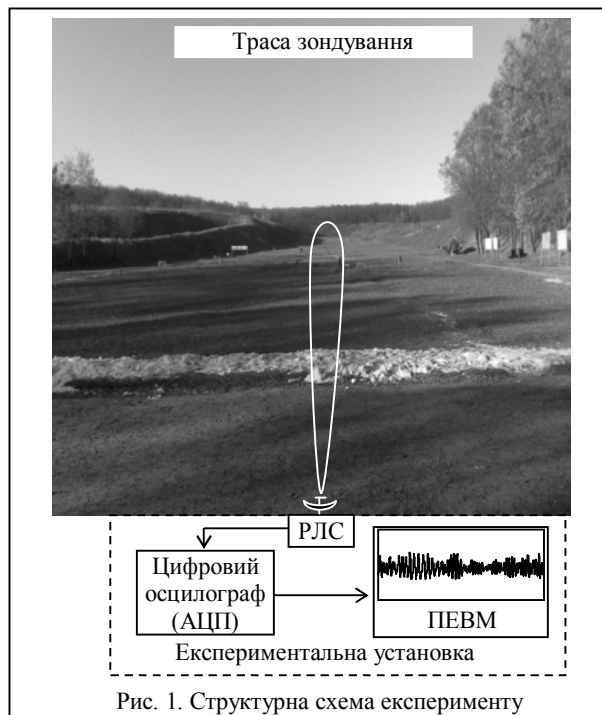 Траса зондування
РЛС
Цифровий
осцилограф
(АЦП)
ПЕВМ
Експериментальна установка
Рис. 1. Структурна схема експерименту